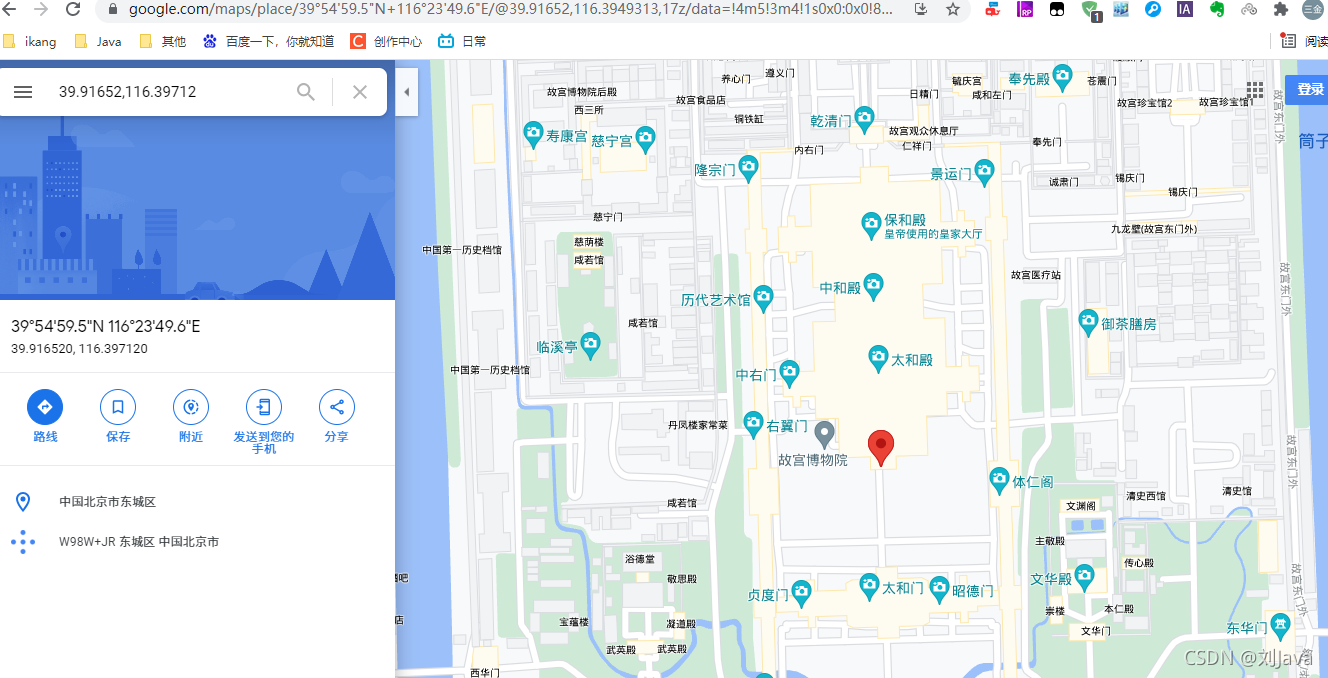 google.com/maps/place/39°54'59.5"N+116°23'49.6"E/@39.91652,116.3949313,17z/data=!4m5!3m4!1s0x0:0x0!8...
RP
1
IA
三金
ikang
Java
其他
百度一下，你就知道
创作中心
日常
阅读
39.91652,116.39712
登录
39°54'59.5"N 116°23'49.6"E
39.916520, 116.397120
路线
保存
附近
发送到您的
手机
分享
中国北京市东城区
W98W+JR 东城区 中国北京市
养心门
遵义门
故宫博物院后殿
西三所
故宫食品店
铜铁缸
毓庆宫
日精门
咸和左门
奉先殿
苍震门
故宫珍宝馆2
故宫珍宝馆1
故宫东门外
筒子
寿康宫
慈宁宫
乾清门
故宫观众休息厅
仁祥门
内右门
奉先门
隆宗门
景运门
诚肃门
锡庆门
锡庆门
慈宁门
保和殿
皇帝使用的皇家大厅
九龙壁(故宫东门外)
慈荫楼
咸若馆
中国第一历史档馆
中和殿
故宫医疗站
故宫东门外
历代艺术馆
咸若馆
御茶膳房
临溪亭
太和殿
中国第一历史档馆
中右门
丹凤楼家常菜
右翼门
故宫博物院
故宫东门外
体仁阁
清史西馆
清史馆
咸若馆
文渊阁
主敬殿
浴德堂
敬思殿
传心殿
故宫东门外
吧
文华殿
贞度门
太和门
昭德门
崇楼
本仁殿
店
宝蕴楼
凝道殿
文华门
东华门
武英殿
武英殿
西华门
CSDN @刘Java